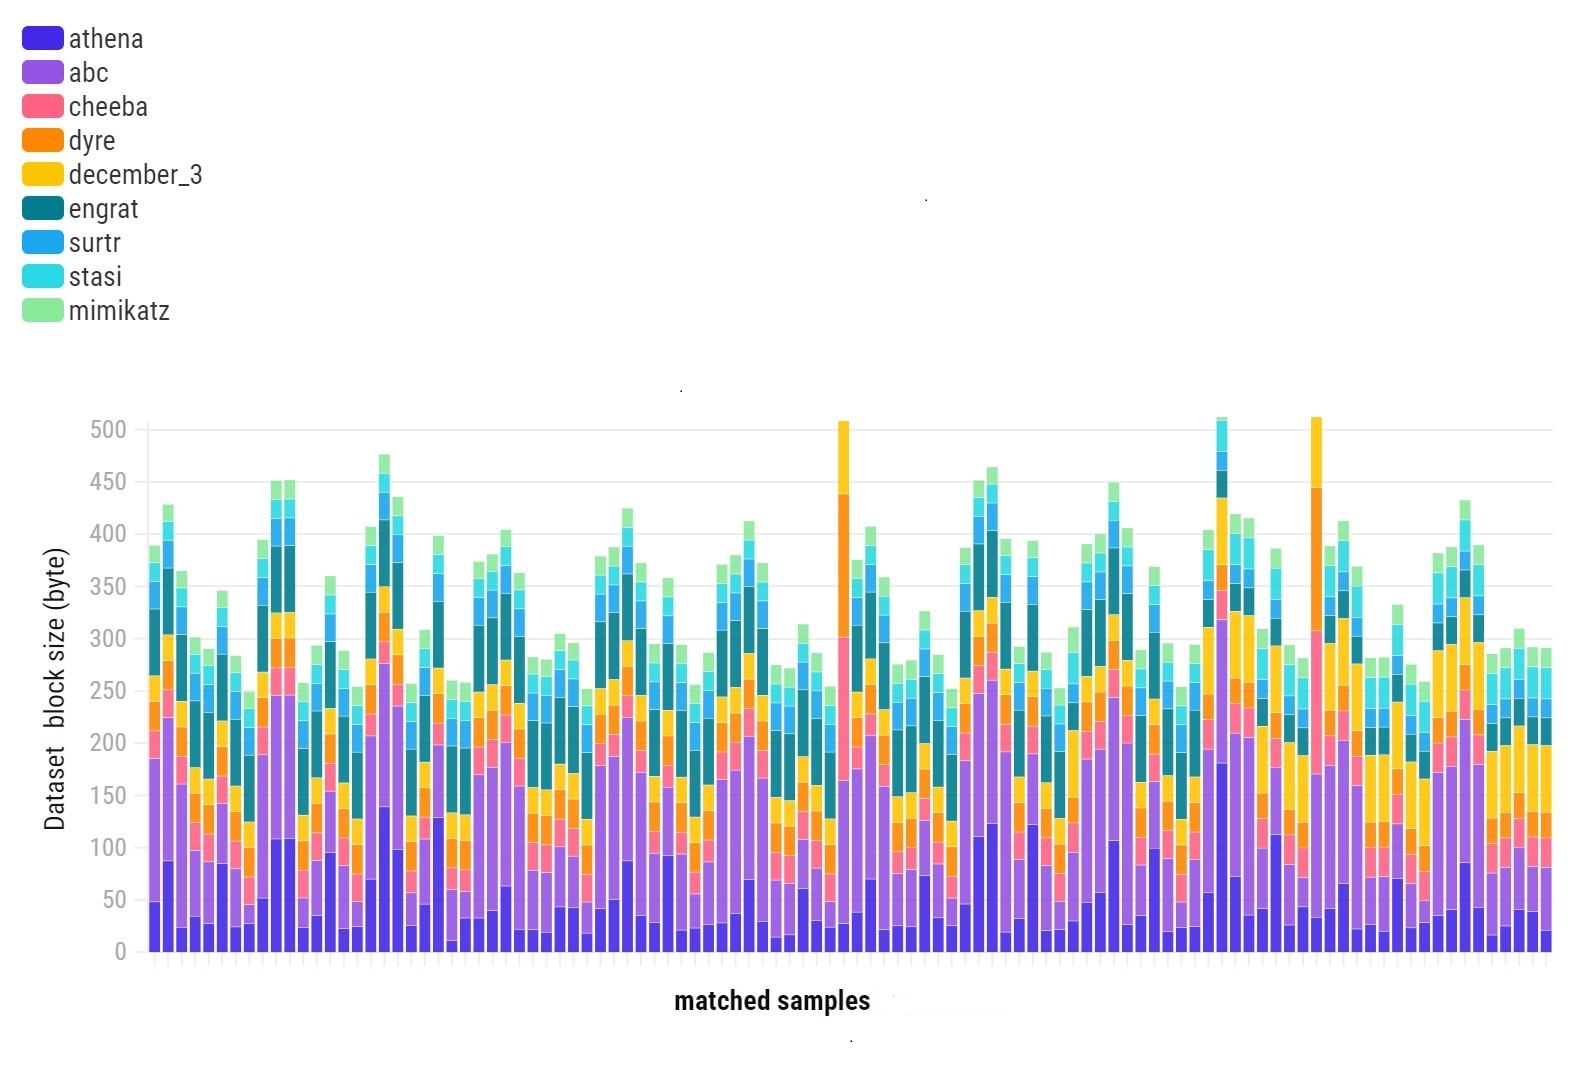 athena
abc
cheeba
dyre
december_3
engrat
surtr
stasi
mimikatz
500
450
400
350
300
250
200
150
100
50
0
Dataset block size (byte)
matched samples